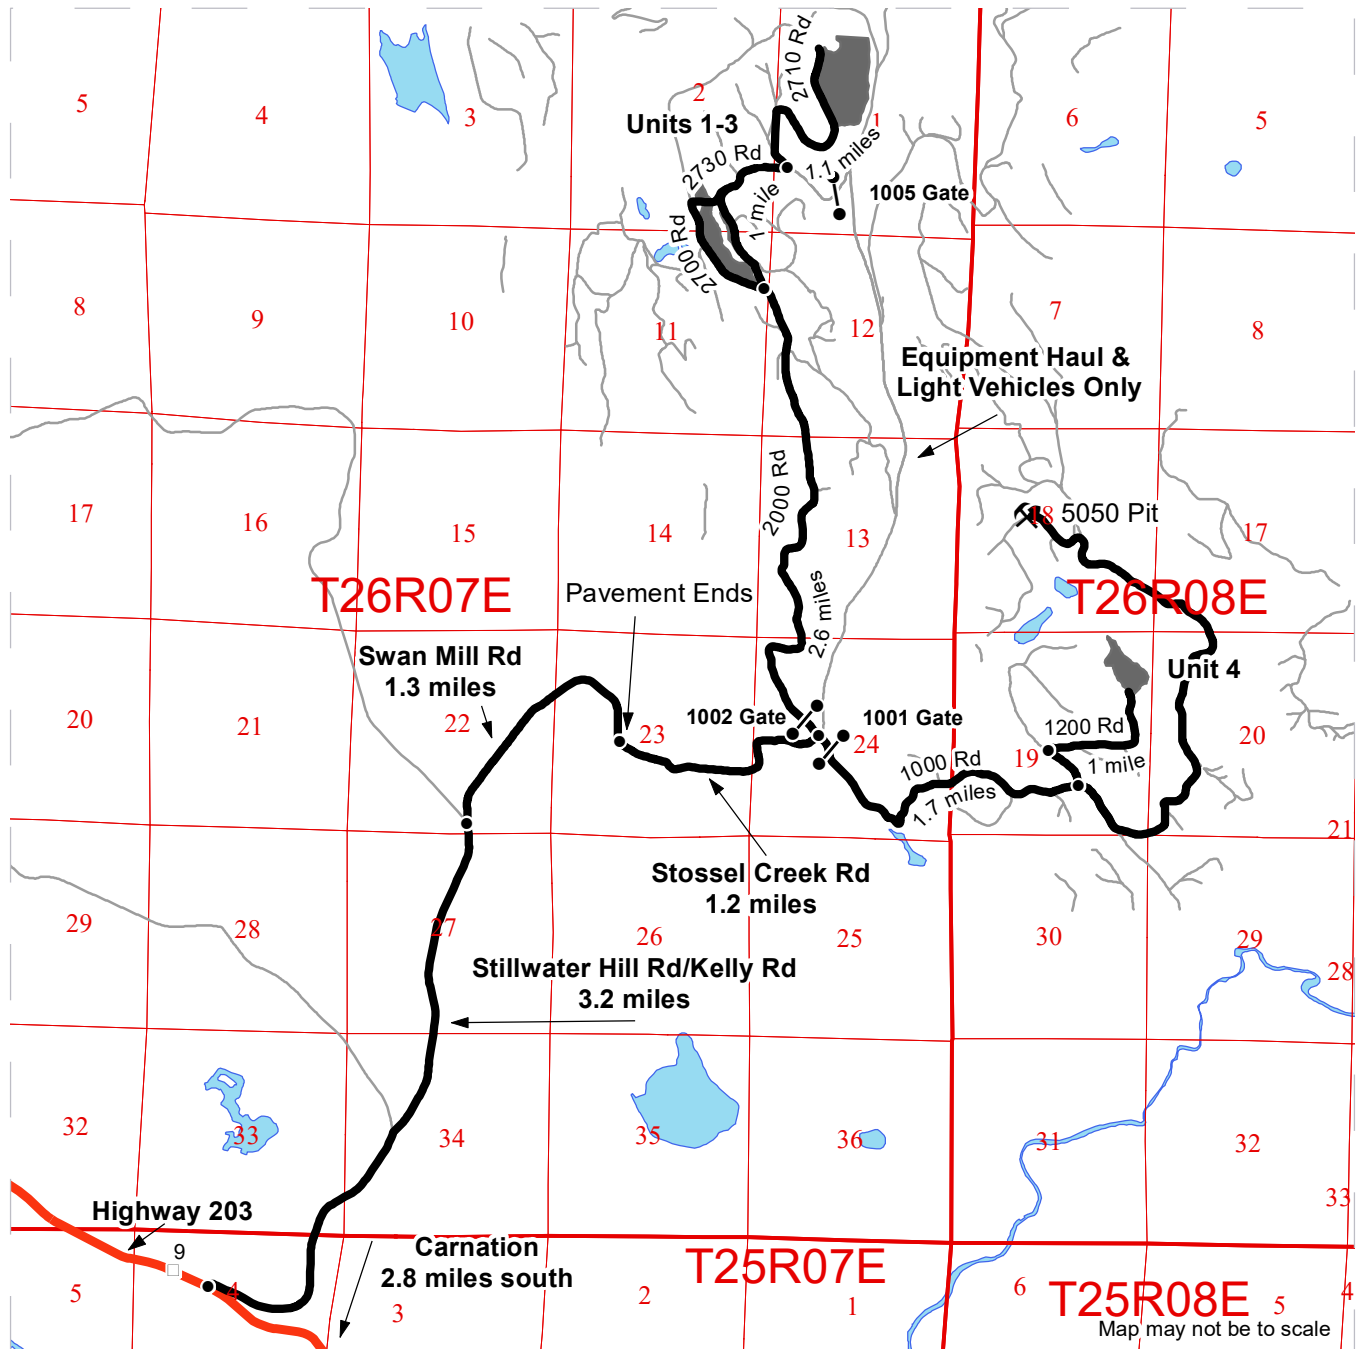 2710 Rd
5
4
3
2
1
6
5
Units 1-3
2730 Rd
1.1 miles
1005 Gate
1 mile
2700 Rd
8
9
10
11
12
7
8
Equipment Haul &
Light Vehicles Only
2000 Rd
17
16
15
14
13
18
5050 Pit
17
T26R07E
Pavement Ends
2.6 miles
T26R08E
Swan Mill Rd
1.3 miles
Unit 4
20
21
22
23
1002 Gate
1001 Gate
24
1200 Rd
19
20
1000 Rd
1 mile
1.7 miles
21
Stossel Creek Rd
1.2 miles
29
28
27
26
25
30
29
28
Stillwater Hill Rd/Kelly Rd
3.2 miles
32
33
34
35
36
31
32
33
Highway 203
9
Carnation
2.8 miles south
T25R07E
T25R08E
5
4
3
2
1
6
5
4
Map may not be to scale